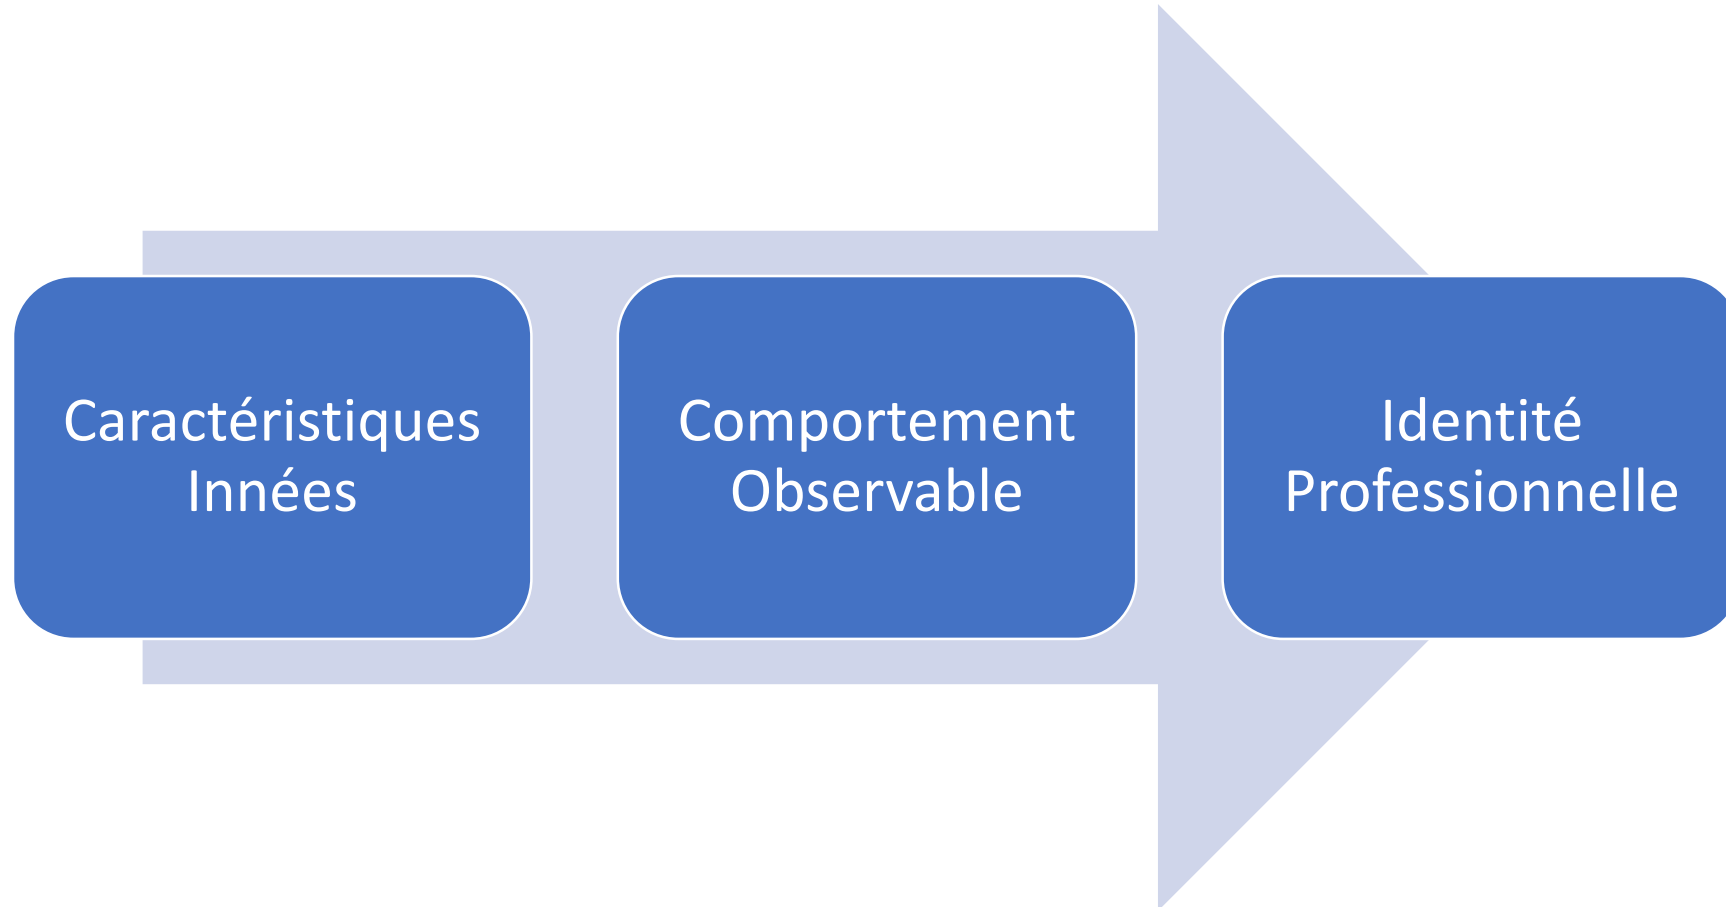 Caractéristiques
Innées
Comportement
Observable
Identité
Professionnelle